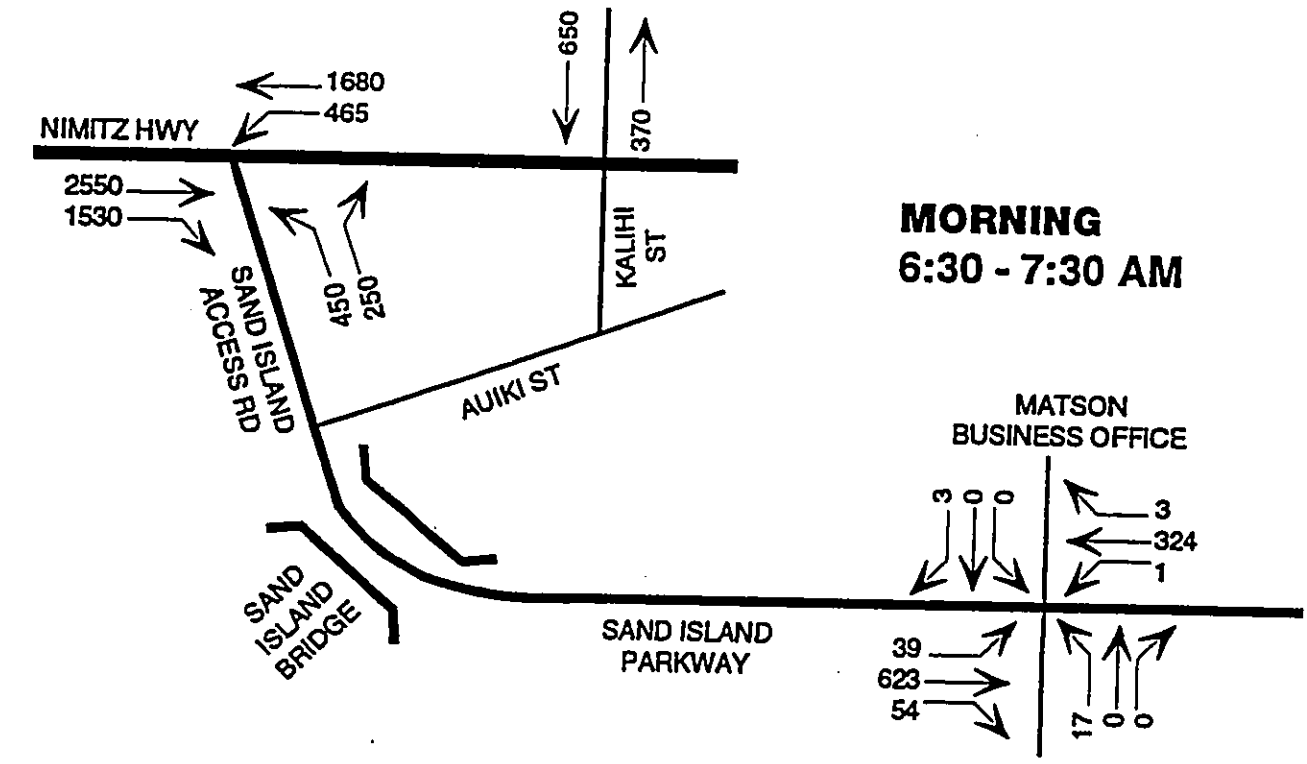 650
370
1680
465
NIMITZ HWY
2550
1530
450
250
KALIHI
ST
MORNING
6:30 - 7:30 AM
SAND ISLAND
ACCESS RD
AUIKI ST
MATSON
BUSINESS OFFICE
3
0
0
3
324
1
SAND
ISLAND
BRIDGE
SAND ISLAND
PARKWAY
39
623
54
17
0
0